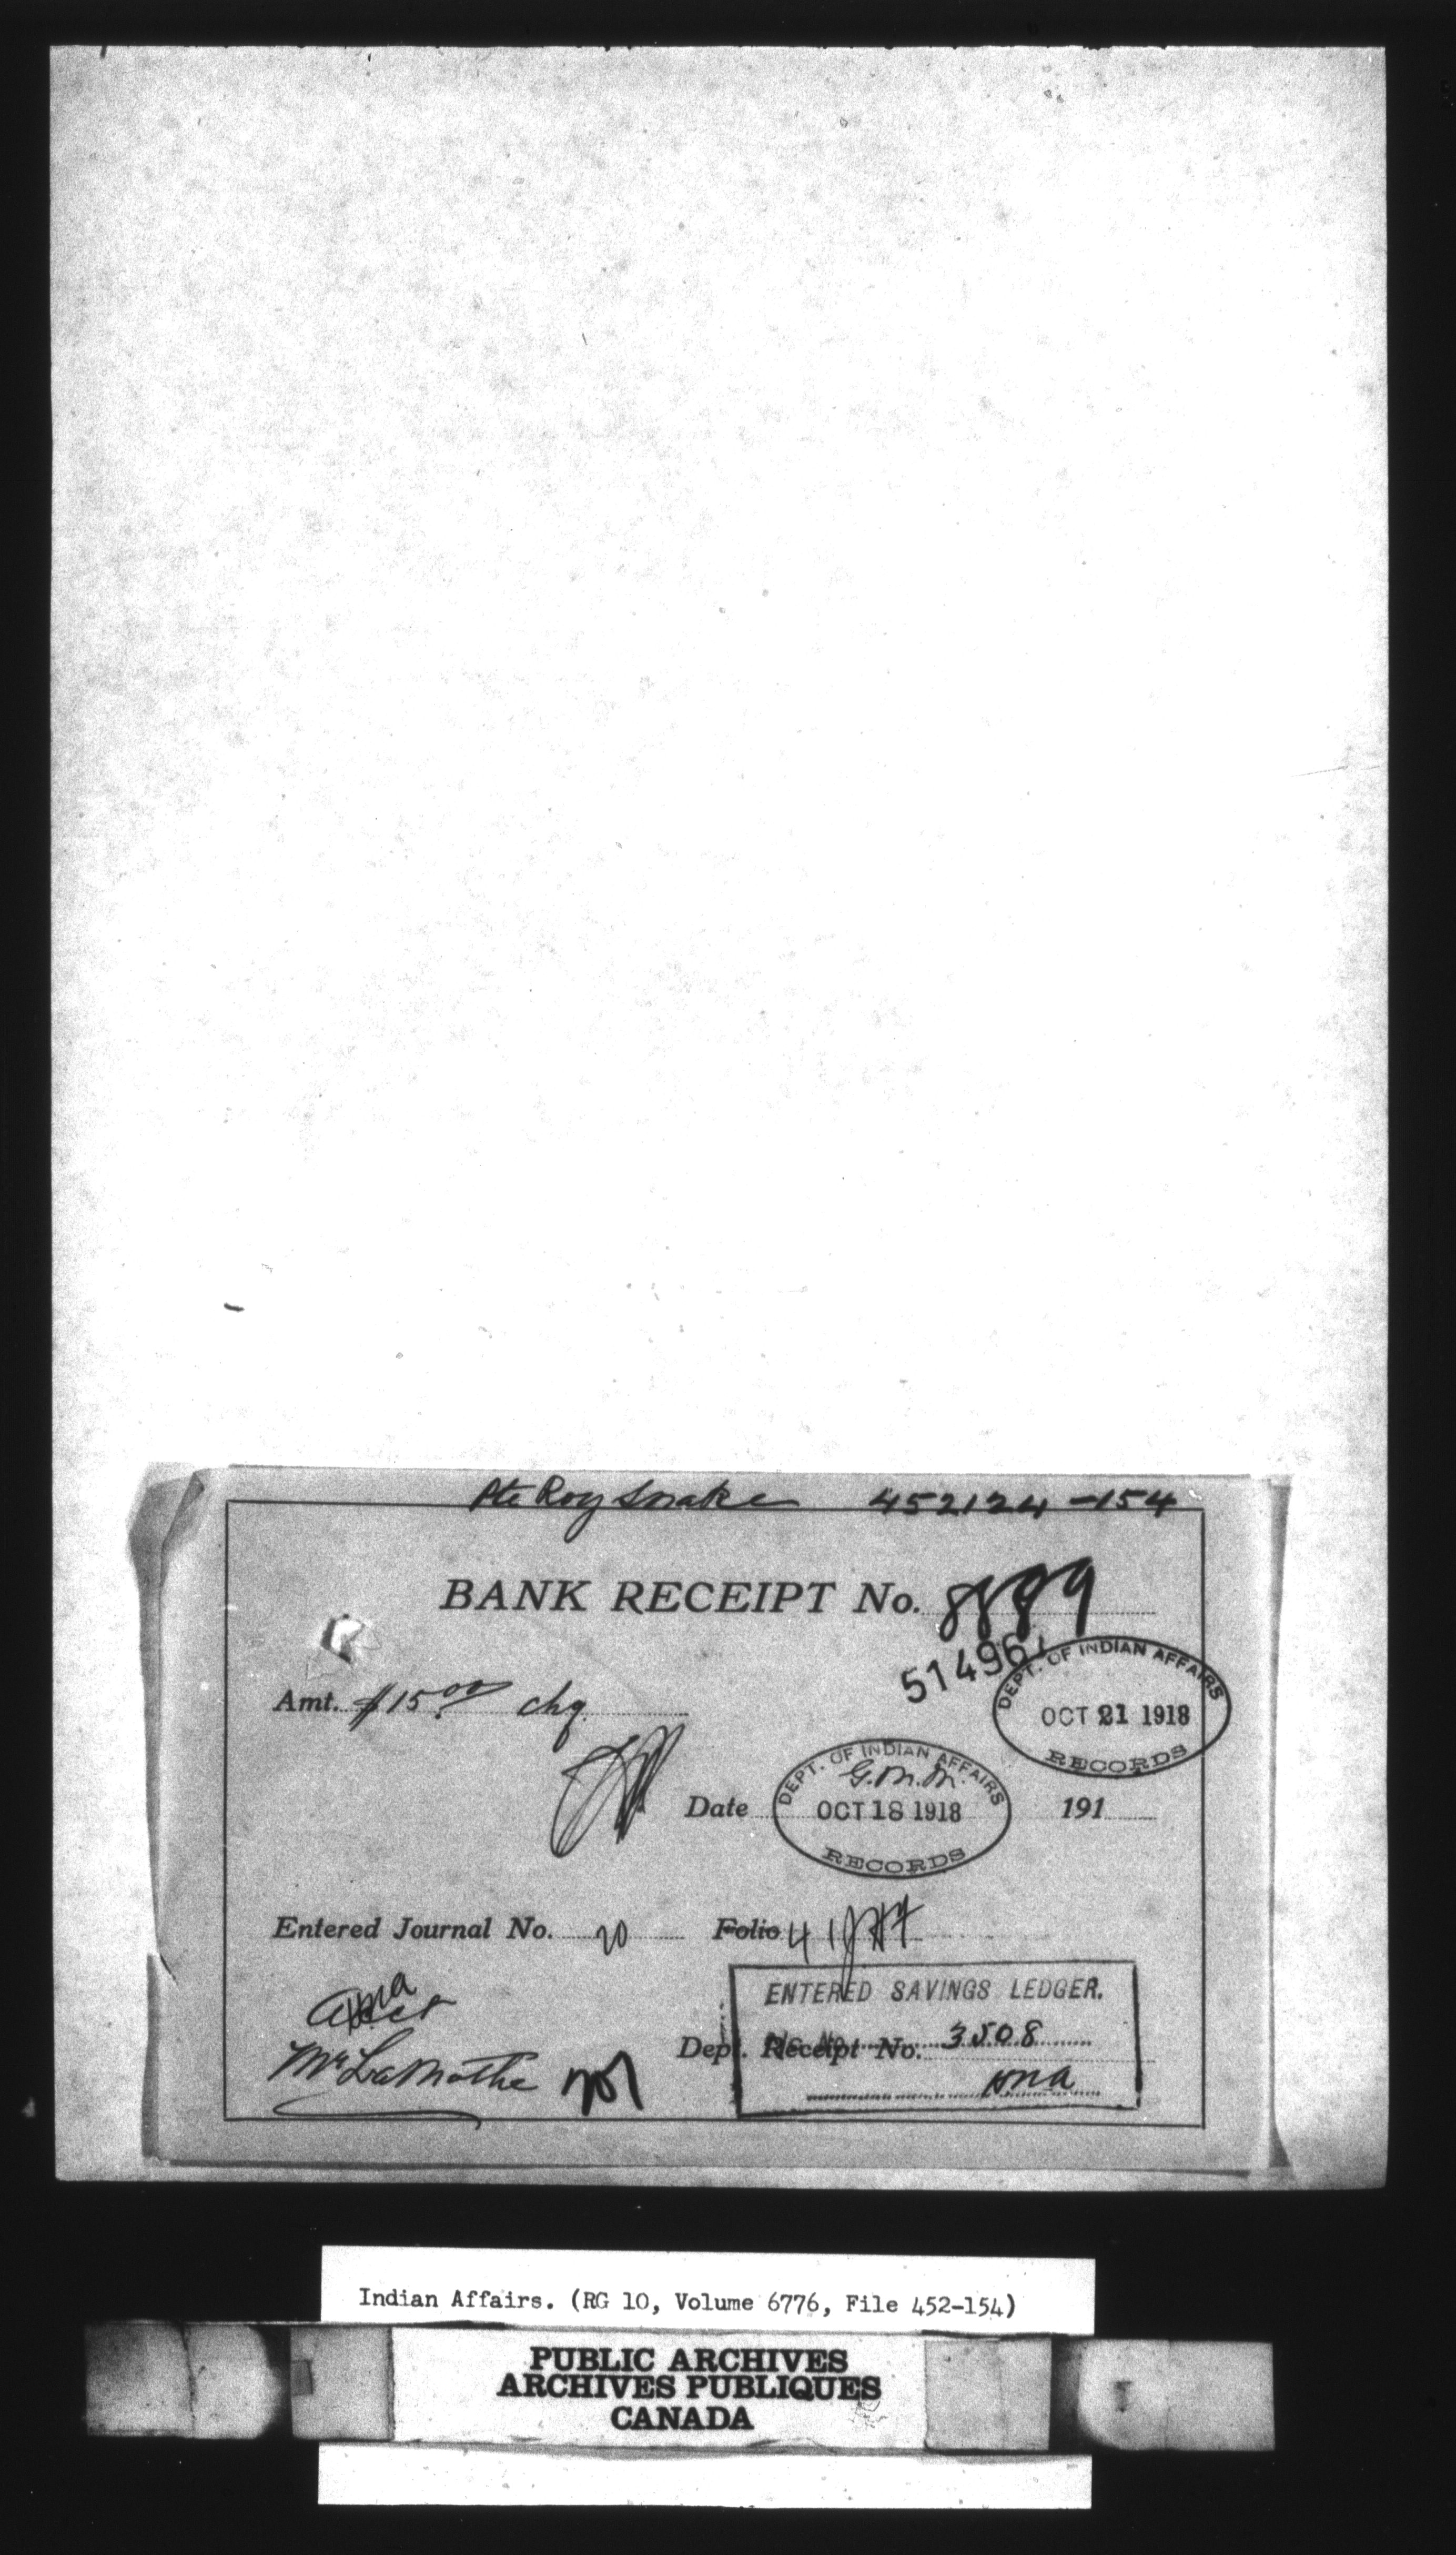 Pte Roy Snake 452124-154
BANK RECEIPT No. 8899
514961
DEPT. OF INDIAN AFFAIRS
OCT 21 1918
RECORDS
Amt. $15.00 chq.
DEPT. OF INDIAN AFFAIRS
G.M.M.
Date OCT 18 1918 191
RECORDS
Entered Journal No. 20 Folio 41
ENTERED SAVINGS LEDGER.
Dept. Receipt No. 3508
Mr LaMothe
Indian Affairs. (RG 10, Volume 6776, File 452-154)
PUBLIC ARCHIVES
ARCHIVES PUBLIQUES
CANADA